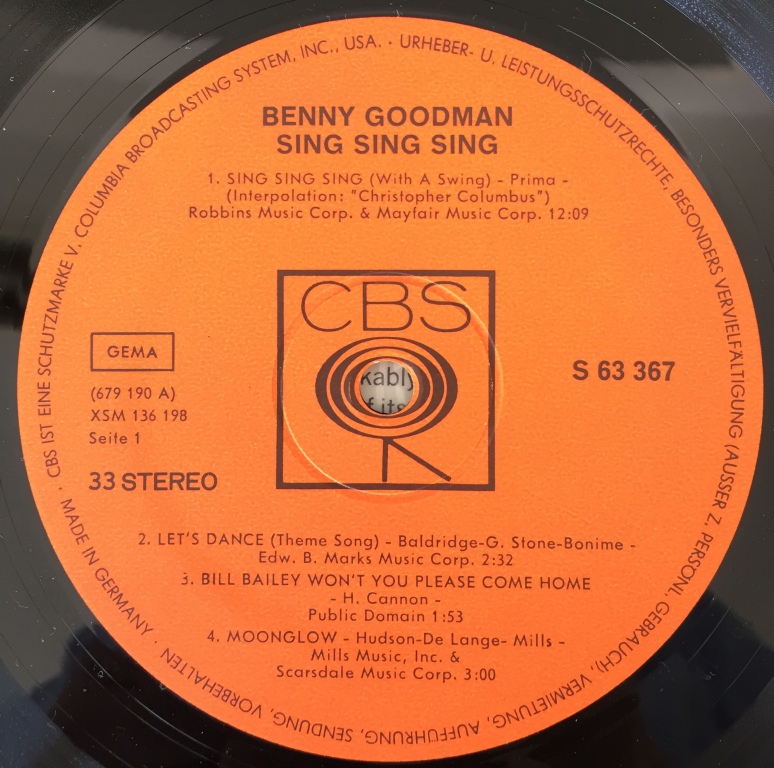 BENNY GOODMAN
SING SING SING
1. SING SING SING (With A Swing) - Prima -
(Interpolation: "Christopher Columbus")
Robbins Music Corp. & Mayfair Music Corp. 12:09
CBS
kably
f its
GEMA
(679 190 A)
XSM 136 198
Seite 1
33 STEREO
S 63 367
2. LET'S DANCE (Theme Song) - Baldridge-G. Stone-Bonime -
Edw. B. Marks Music Corp. 2:32
3. BILL BAILEY WON'T YOU PLEASE COME HOME
- H. Cannon -
Public Domain 1:53
4. MOONGLOW - Hudson-De Lange- Mills -
Mills Music, Inc. &
Scarsdale Music Corp. 3:00
· CBS IST EINE SCHUTZMARKE V. COLUMBIA BROADCASTING SYSTEM, INC., USA. · URHEBER- U. LEISTUNGSSCHUTZRECHTE, BESONDERS VERVIELFÄLTIGUNG (AUSSER Z. PERSÖNL. GEBRAUCH), VERMIETUNG, AUFFÜHRUNG, SENDUNG, VORBEHALTEN · MADE IN GERMANY